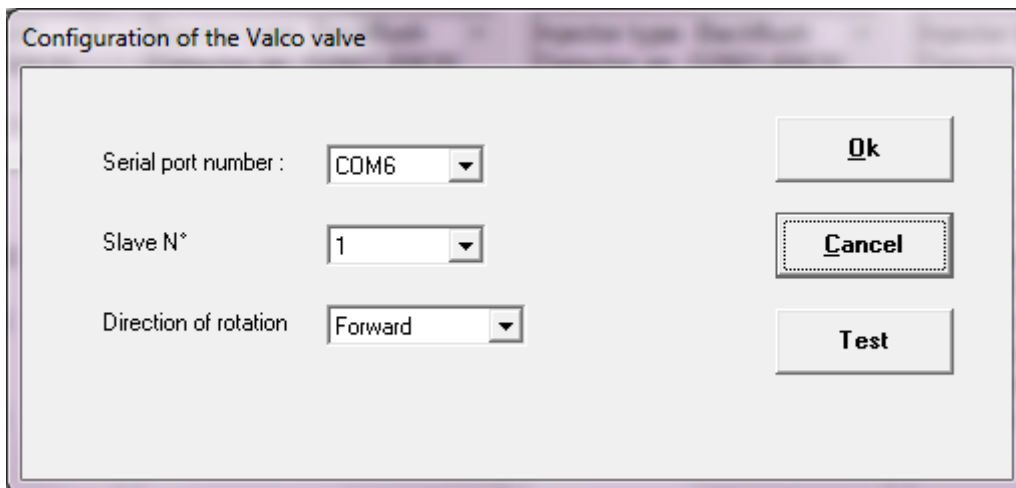 Configuration of the Valco valve
Serial port number : COM6
Ok
Slave N° 1
Cancel
Direction of rotation Forward
Test